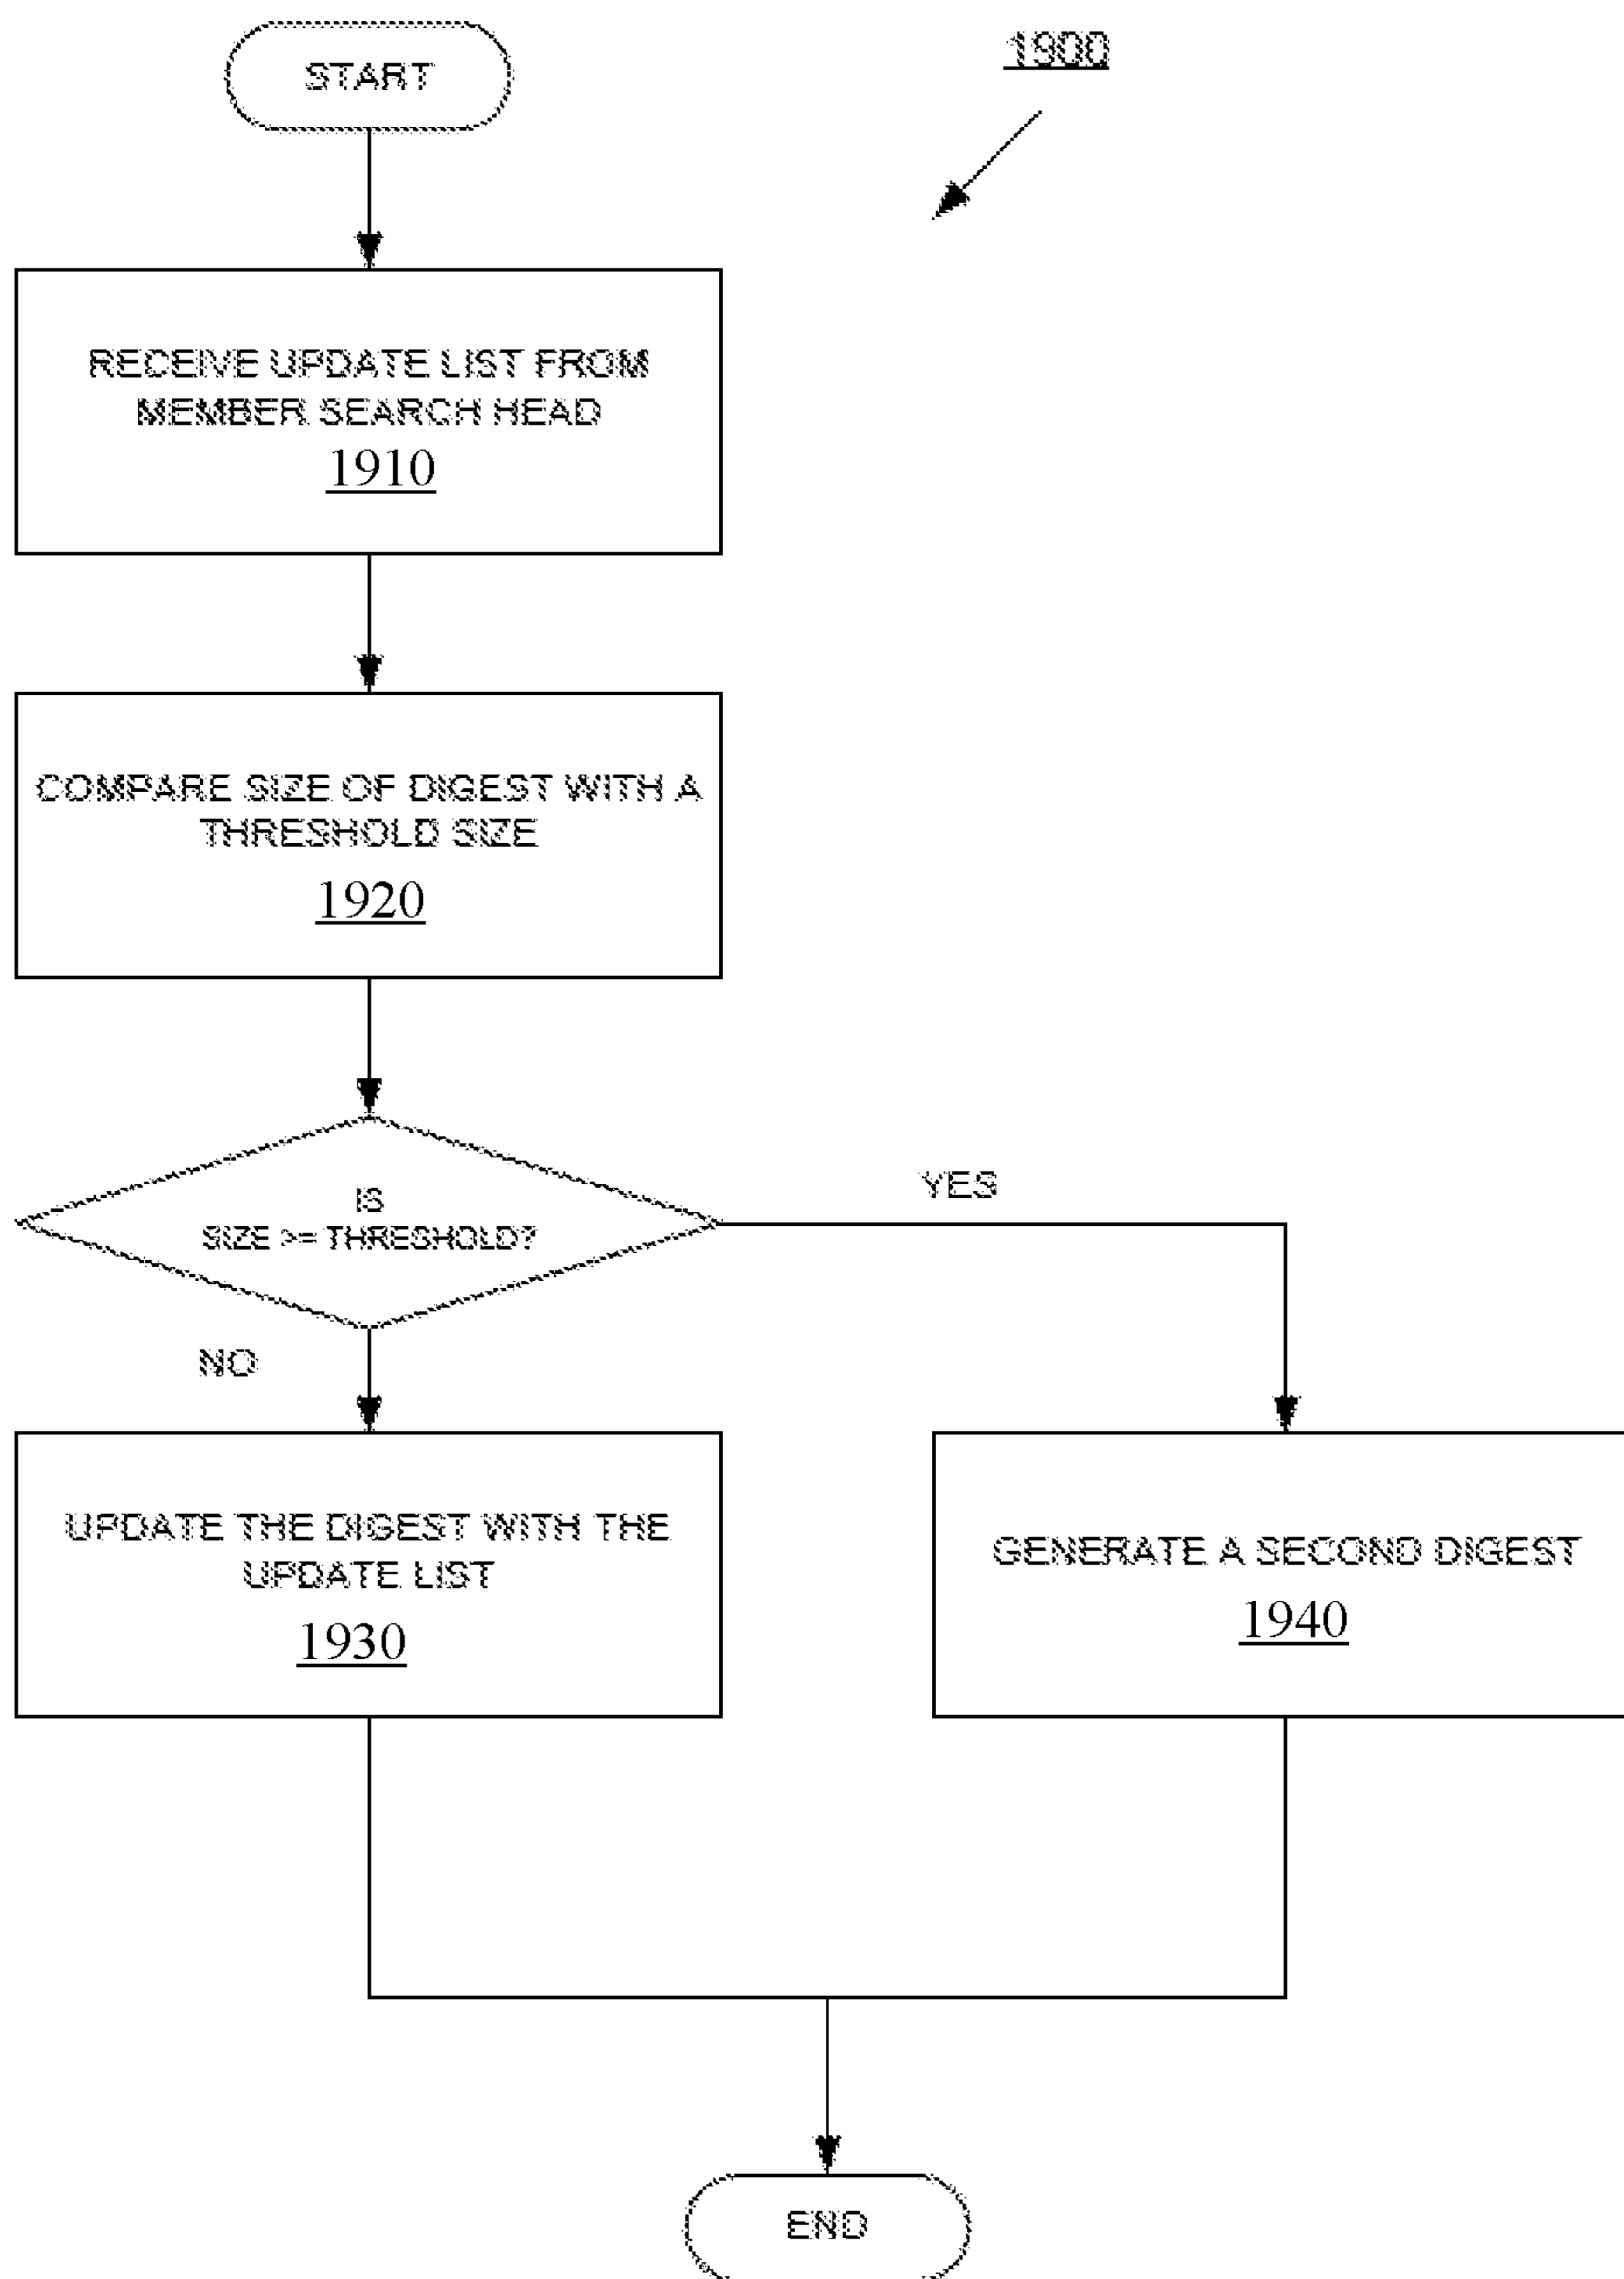 START
1900
RECEIVE UPDATE LIST FROM
MEMBER SEARCH HEAD
1910
COMPARE SIZE OF DIGEST WITH A
THRESHOLD SIZE
1920
IS
SIZE >= THRESHOLD?
YES
NO
UPDATE THE DIGEST WITH THE
UPDATE LIST
1930
GENERATE A SECOND DIGEST
1940
END